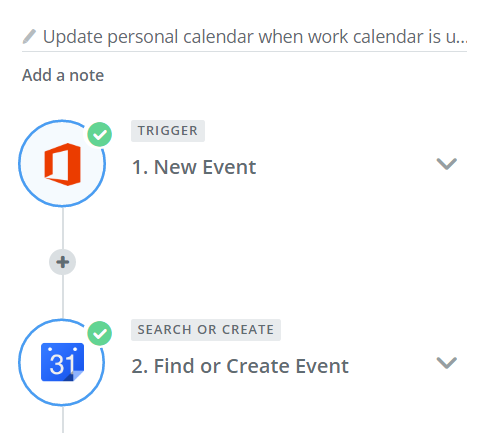 Update personal calendar when work calendar is u...
Add a note
TRIGGER
1. New Event
SEARCH OR CREATE
31
2. Find or Create Event